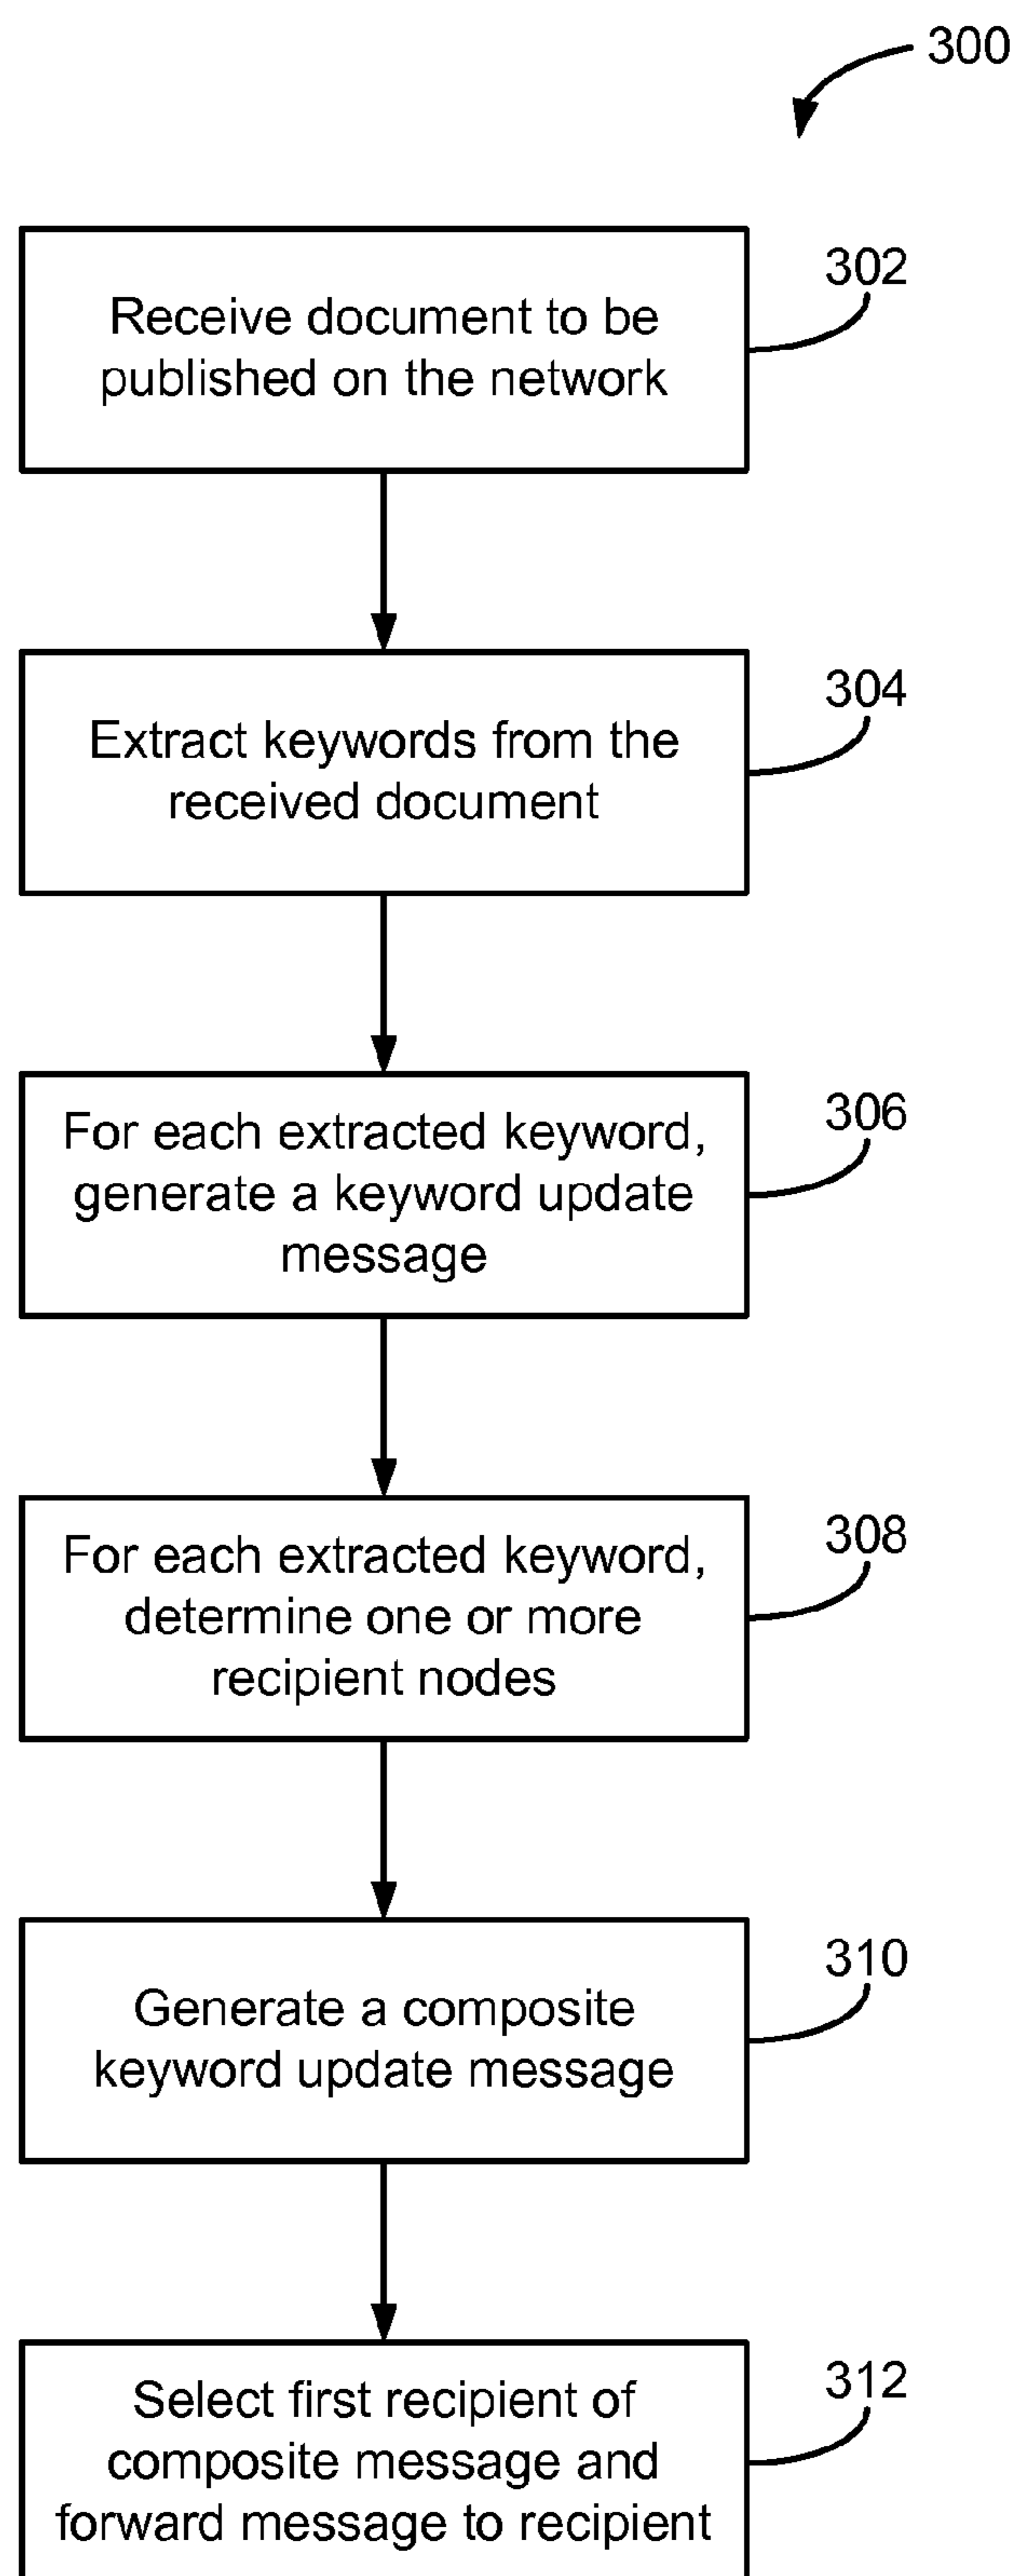 300
302
Receive document to be
published on the network
304
Extract keywords from the
received document
306
For each extracted keyword,
generate a keyword update
message
308
For each extracted keyword,
determine one or more
recipient nodes
310
Generate a composite
keyword update message
312
Select first recipient of
composite message and
forward message to recipient